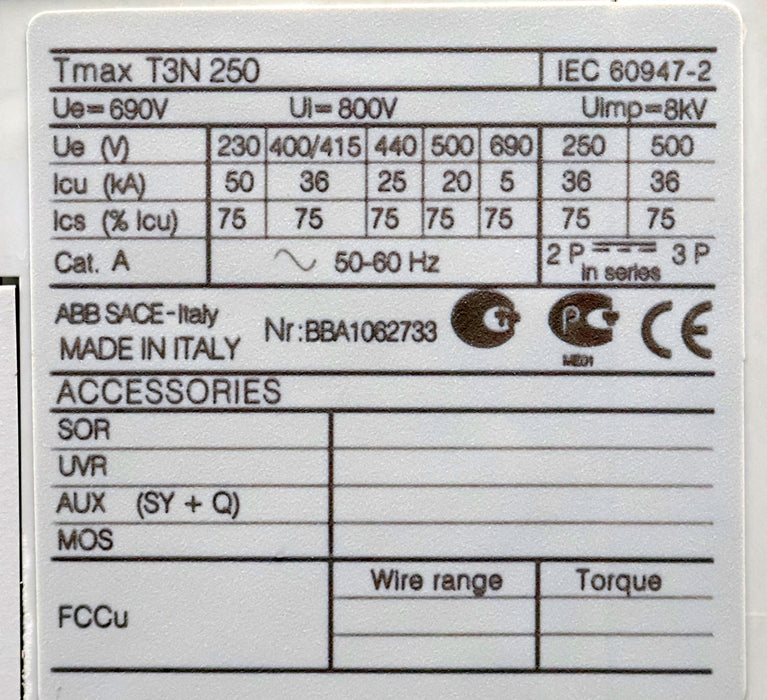 Tmax T3N 250 IEC 60947-2
Ue=690V Ui=800V Uimp=8kV
Ue (V) 230 400/415 440 500 690 250 500
Icu (kA) 50 36 25 20 5 36 36
Ics (% Icu) 75 75 75 75 75 75 75
Cat. A 50-60 Hz 2 P 3 P
in series
ABB SACE-Italy
MADE IN ITALY
Nr:BBA1062733
CE
ACCESSORIES
SOR
UVR
AUX (SY + Q)
MOS
FCCu Wire range Torque